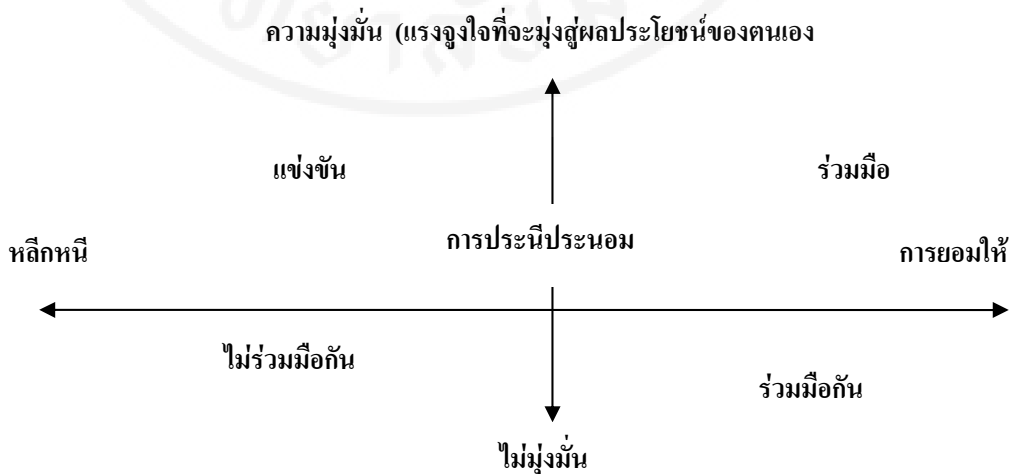 ความมุ่งมั่น (แรงจูงใจที่จะมุ่งสู่ผลประโยชน์ของตนเอง
แข่งขัน ร่วมมือ
หลีกหนี การประนีประนอม การยอมให้
ไม่ร่วมมือกัน ร่วมมือกัน
ไม่มุ่งมั่น